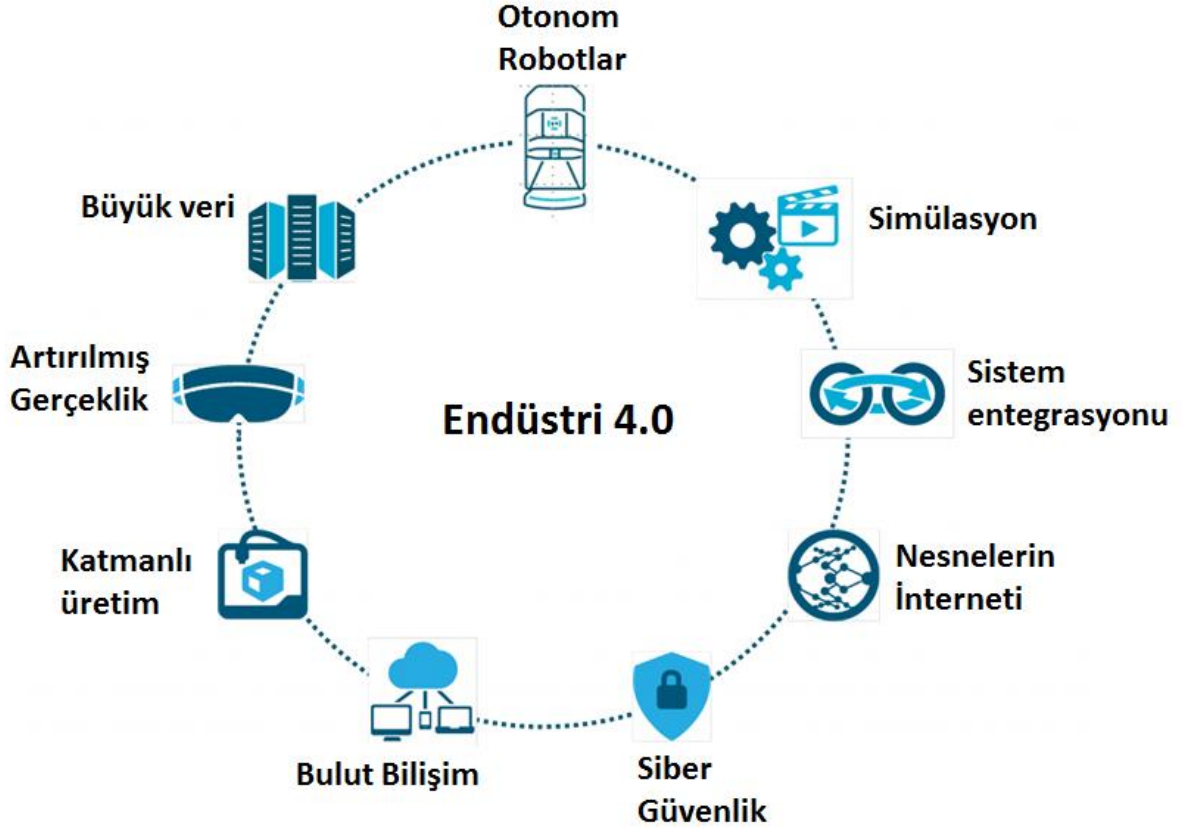 Otonom
Robotlar
Büyük veri
Simülasyon
Artırılmış
Gerçeklik
Sistem
entegrasyonu
Endüstri 4.0
Katmanlı
üretim
Nesnelerin
İnterneti
Bulut Bilişim
Siber
Güvenlik